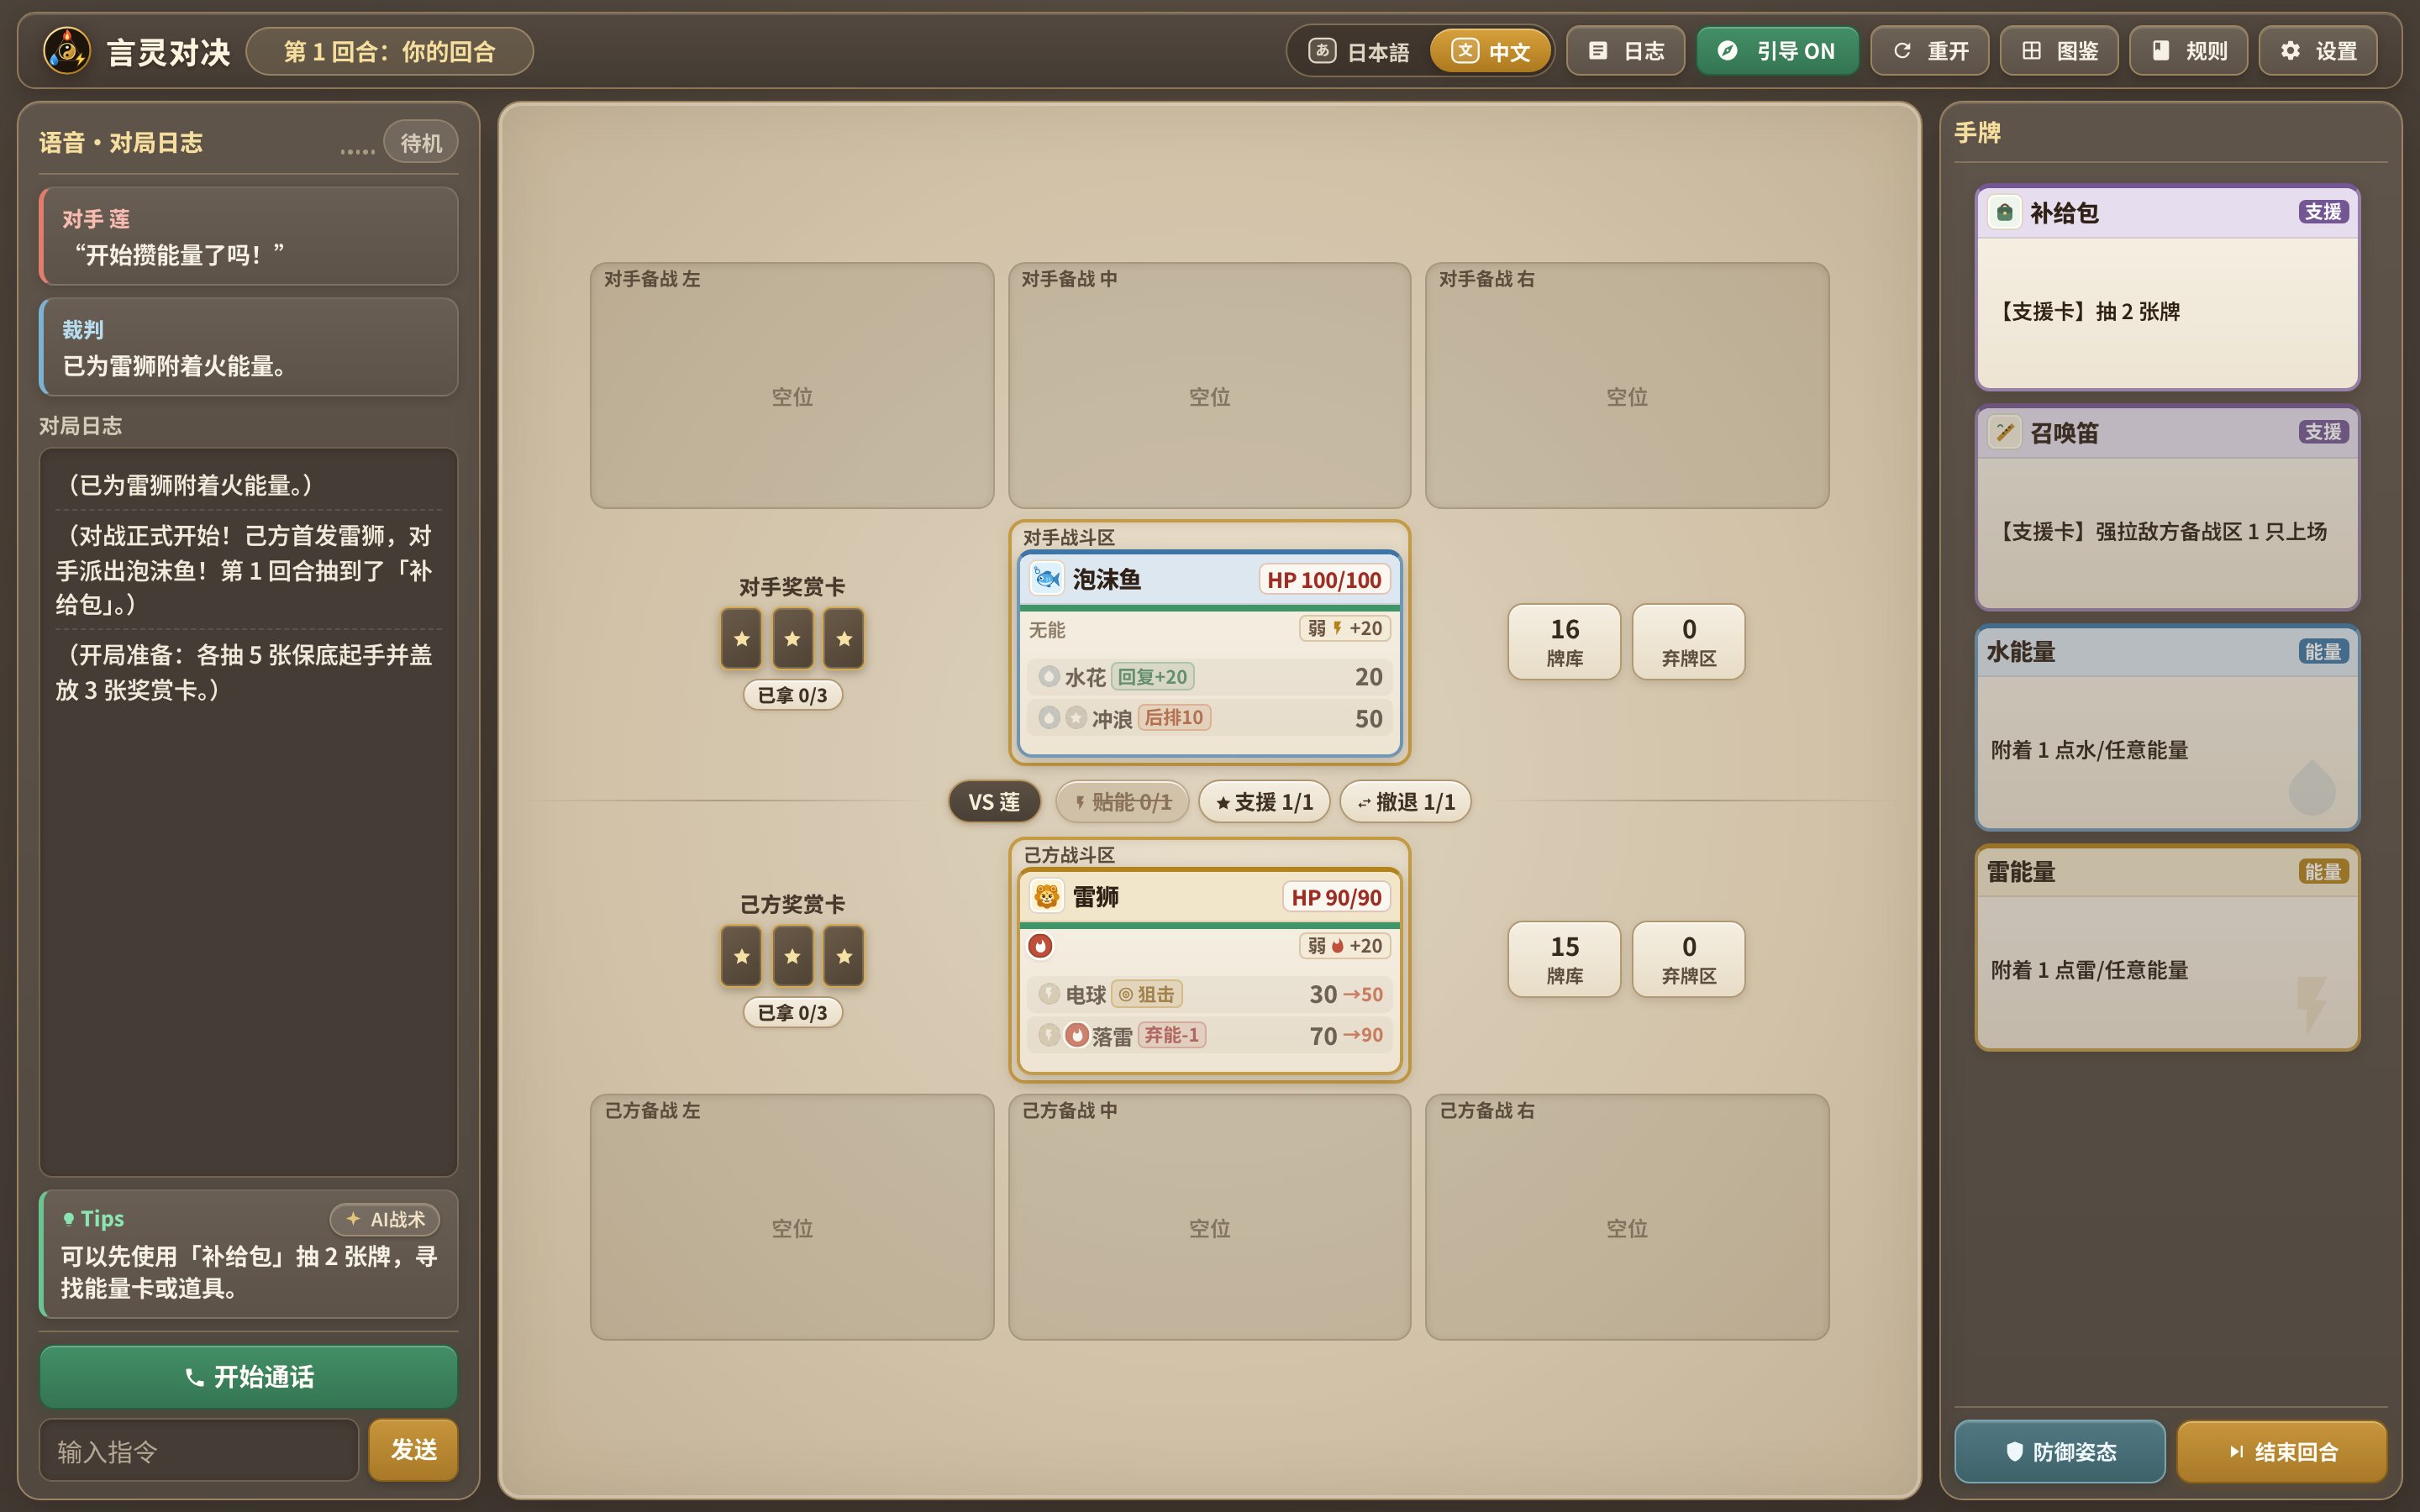 言灵对决
第 1 回合：你的回合
あ 日本語
文 中文
日志
引导 ON
重开
图鉴
规则
设置
语音・对局日志
待机
对手 莲
“开始攒能量了吗！”
裁判
已为雷狮附着火能量。
对局日志
（已为雷狮附着火能量。）
（对战正式开始！己方首发雷狮，对
手派出泡沫鱼！第 1 回合抽到了「补
给包」。）
（开局准备：各抽 5 张保底起手并盖
放 3 张奖赏卡。）
Tips
AI战术
可以先使用「补给包」抽 2 张牌，寻
找能量卡或道具。
开始通话
输入指令
发送
对手备战 左
空位
对手备战 中
空位
对手备战 右
空位
对手奖赏卡
已拿 0/3
对手战斗区
泡沫鱼
HP 100/100
无能
弱 +20
水花 回复+20 20
冲浪 后排10 50
16
牌库
0
弃牌区
VS 莲
贴能 0/1
支援 1/1
撤退 1/1
己方奖赏卡
已拿 0/3
己方战斗区
雷狮
HP 90/90
弱 +20
电球 狙击 30 →50
落雷 弃能-1 70 →90
15
牌库
0
弃牌区
己方备战 左
空位
己方备战 中
空位
己方备战 右
空位
手牌
补给包
支援
【支援卡】抽 2 张牌
召唤笛
支援
【支援卡】强拉敌方备战区 1 只上场
水能量
能量
附着 1 点水/任意能量
雷能量
能量
附着 1 点雷/任意能量
防御姿态
结束回合